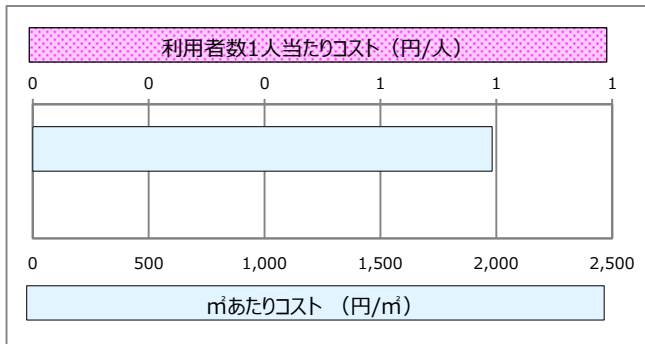 利用者数1人当たりコスト（円/人）
0 0 0 1 1 1
0 500 1,000 1,500 2,000 2,500
㎡あたりコスト （円/㎡）